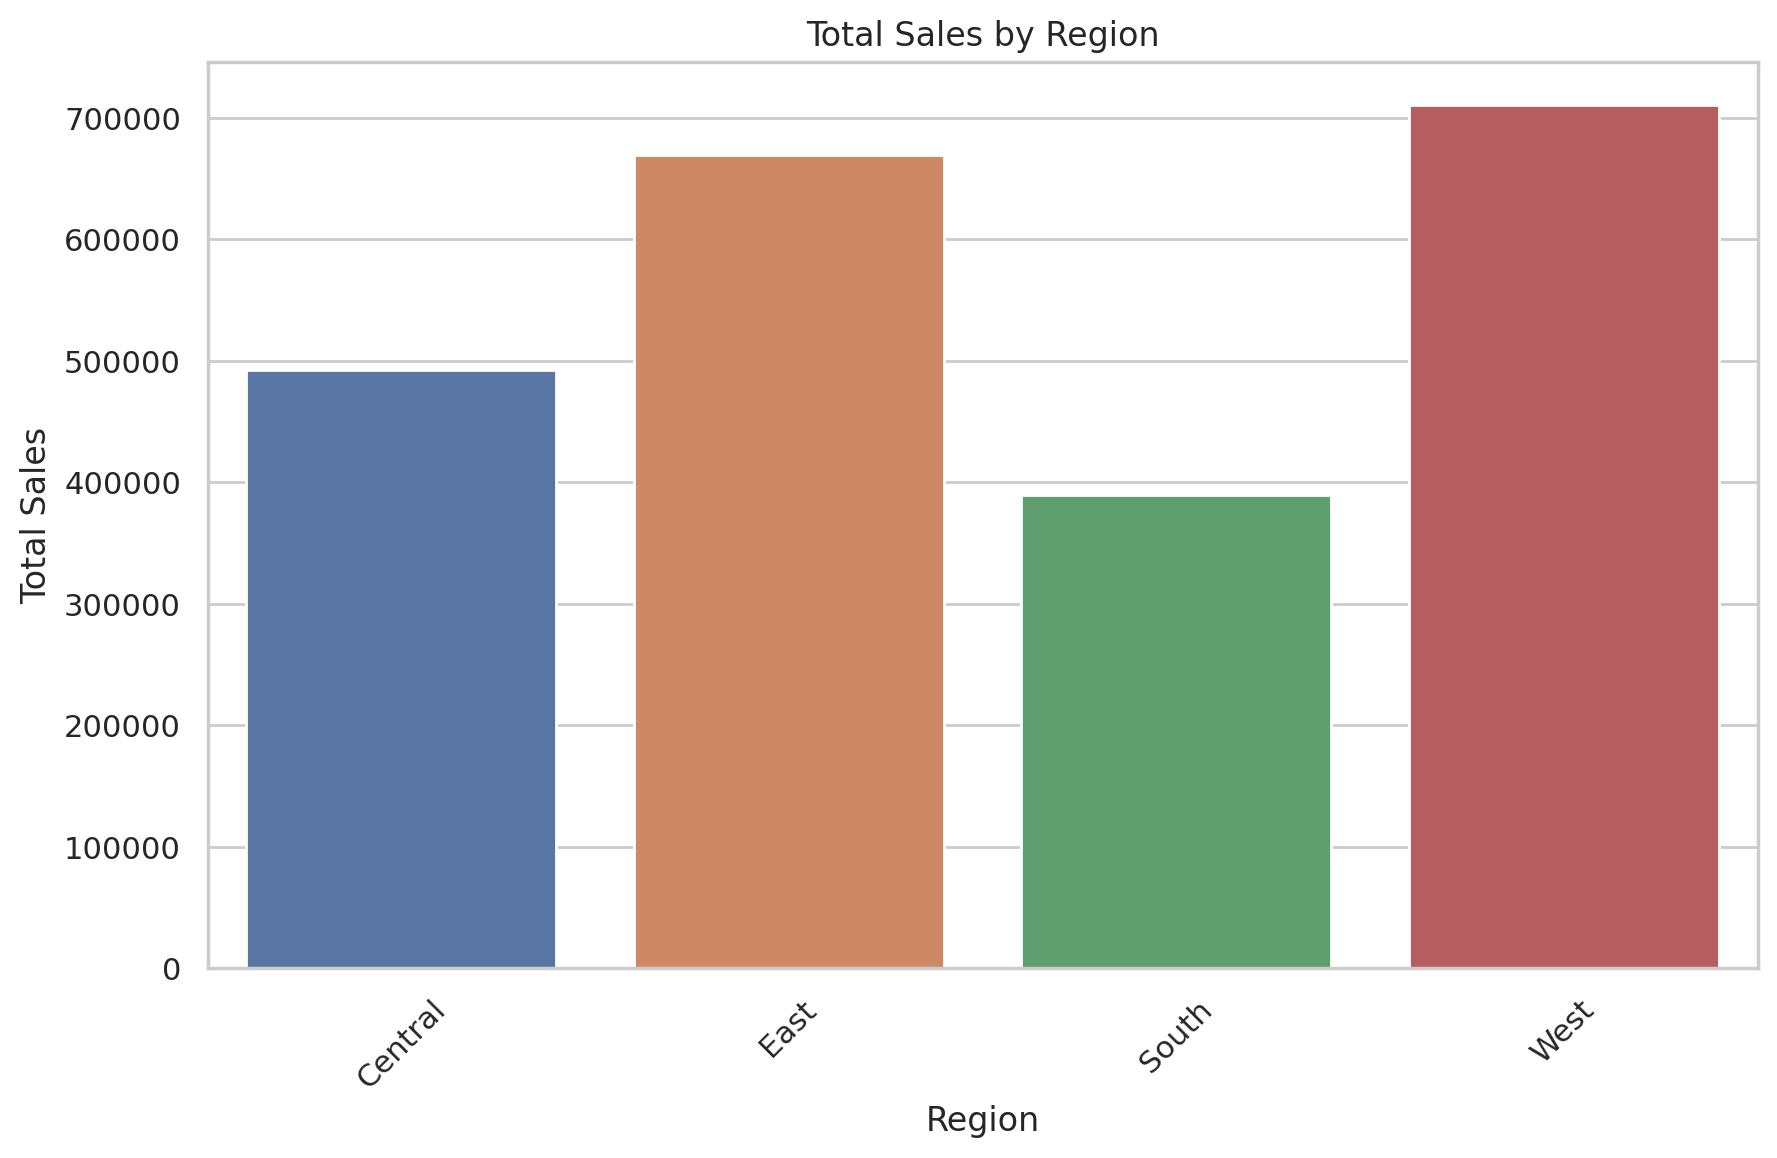 Total Sales by Region
Total Sales
700000
600000
500000
400000
300000
200000
100000
0
Central
East
South
West
Region